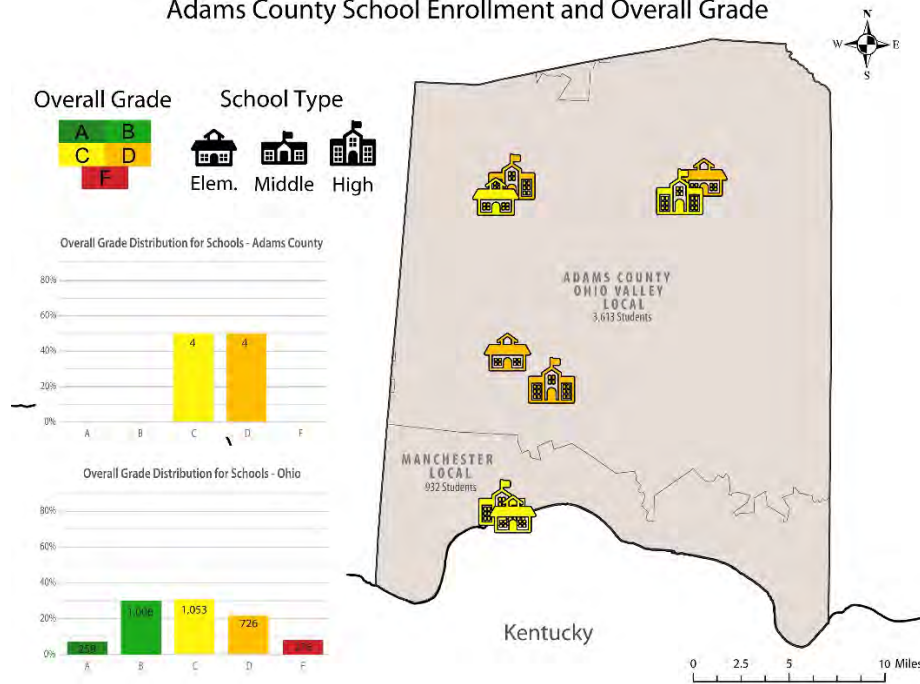 Adams County School Enrollment and Overall Grade
N
W E
S
Overall Grade
A B
C D
F
School Type
Elem. Middle High
Overall Grade Distribution for Schools - Adams County
80%
60%
40%
20%
0%
4 4
A B C D F
Overall Grade Distribution for Schools - Ohio
80%
60%
40%
20%
0%
259 1,006 1,053 726
A B C D F
ADAMS COUNTY
OHIO VALLEY
LOCAL
3,613 Students
MANCHESTER
LOCAL
932 Students
Kentucky
0 2.5 5 10 Miles